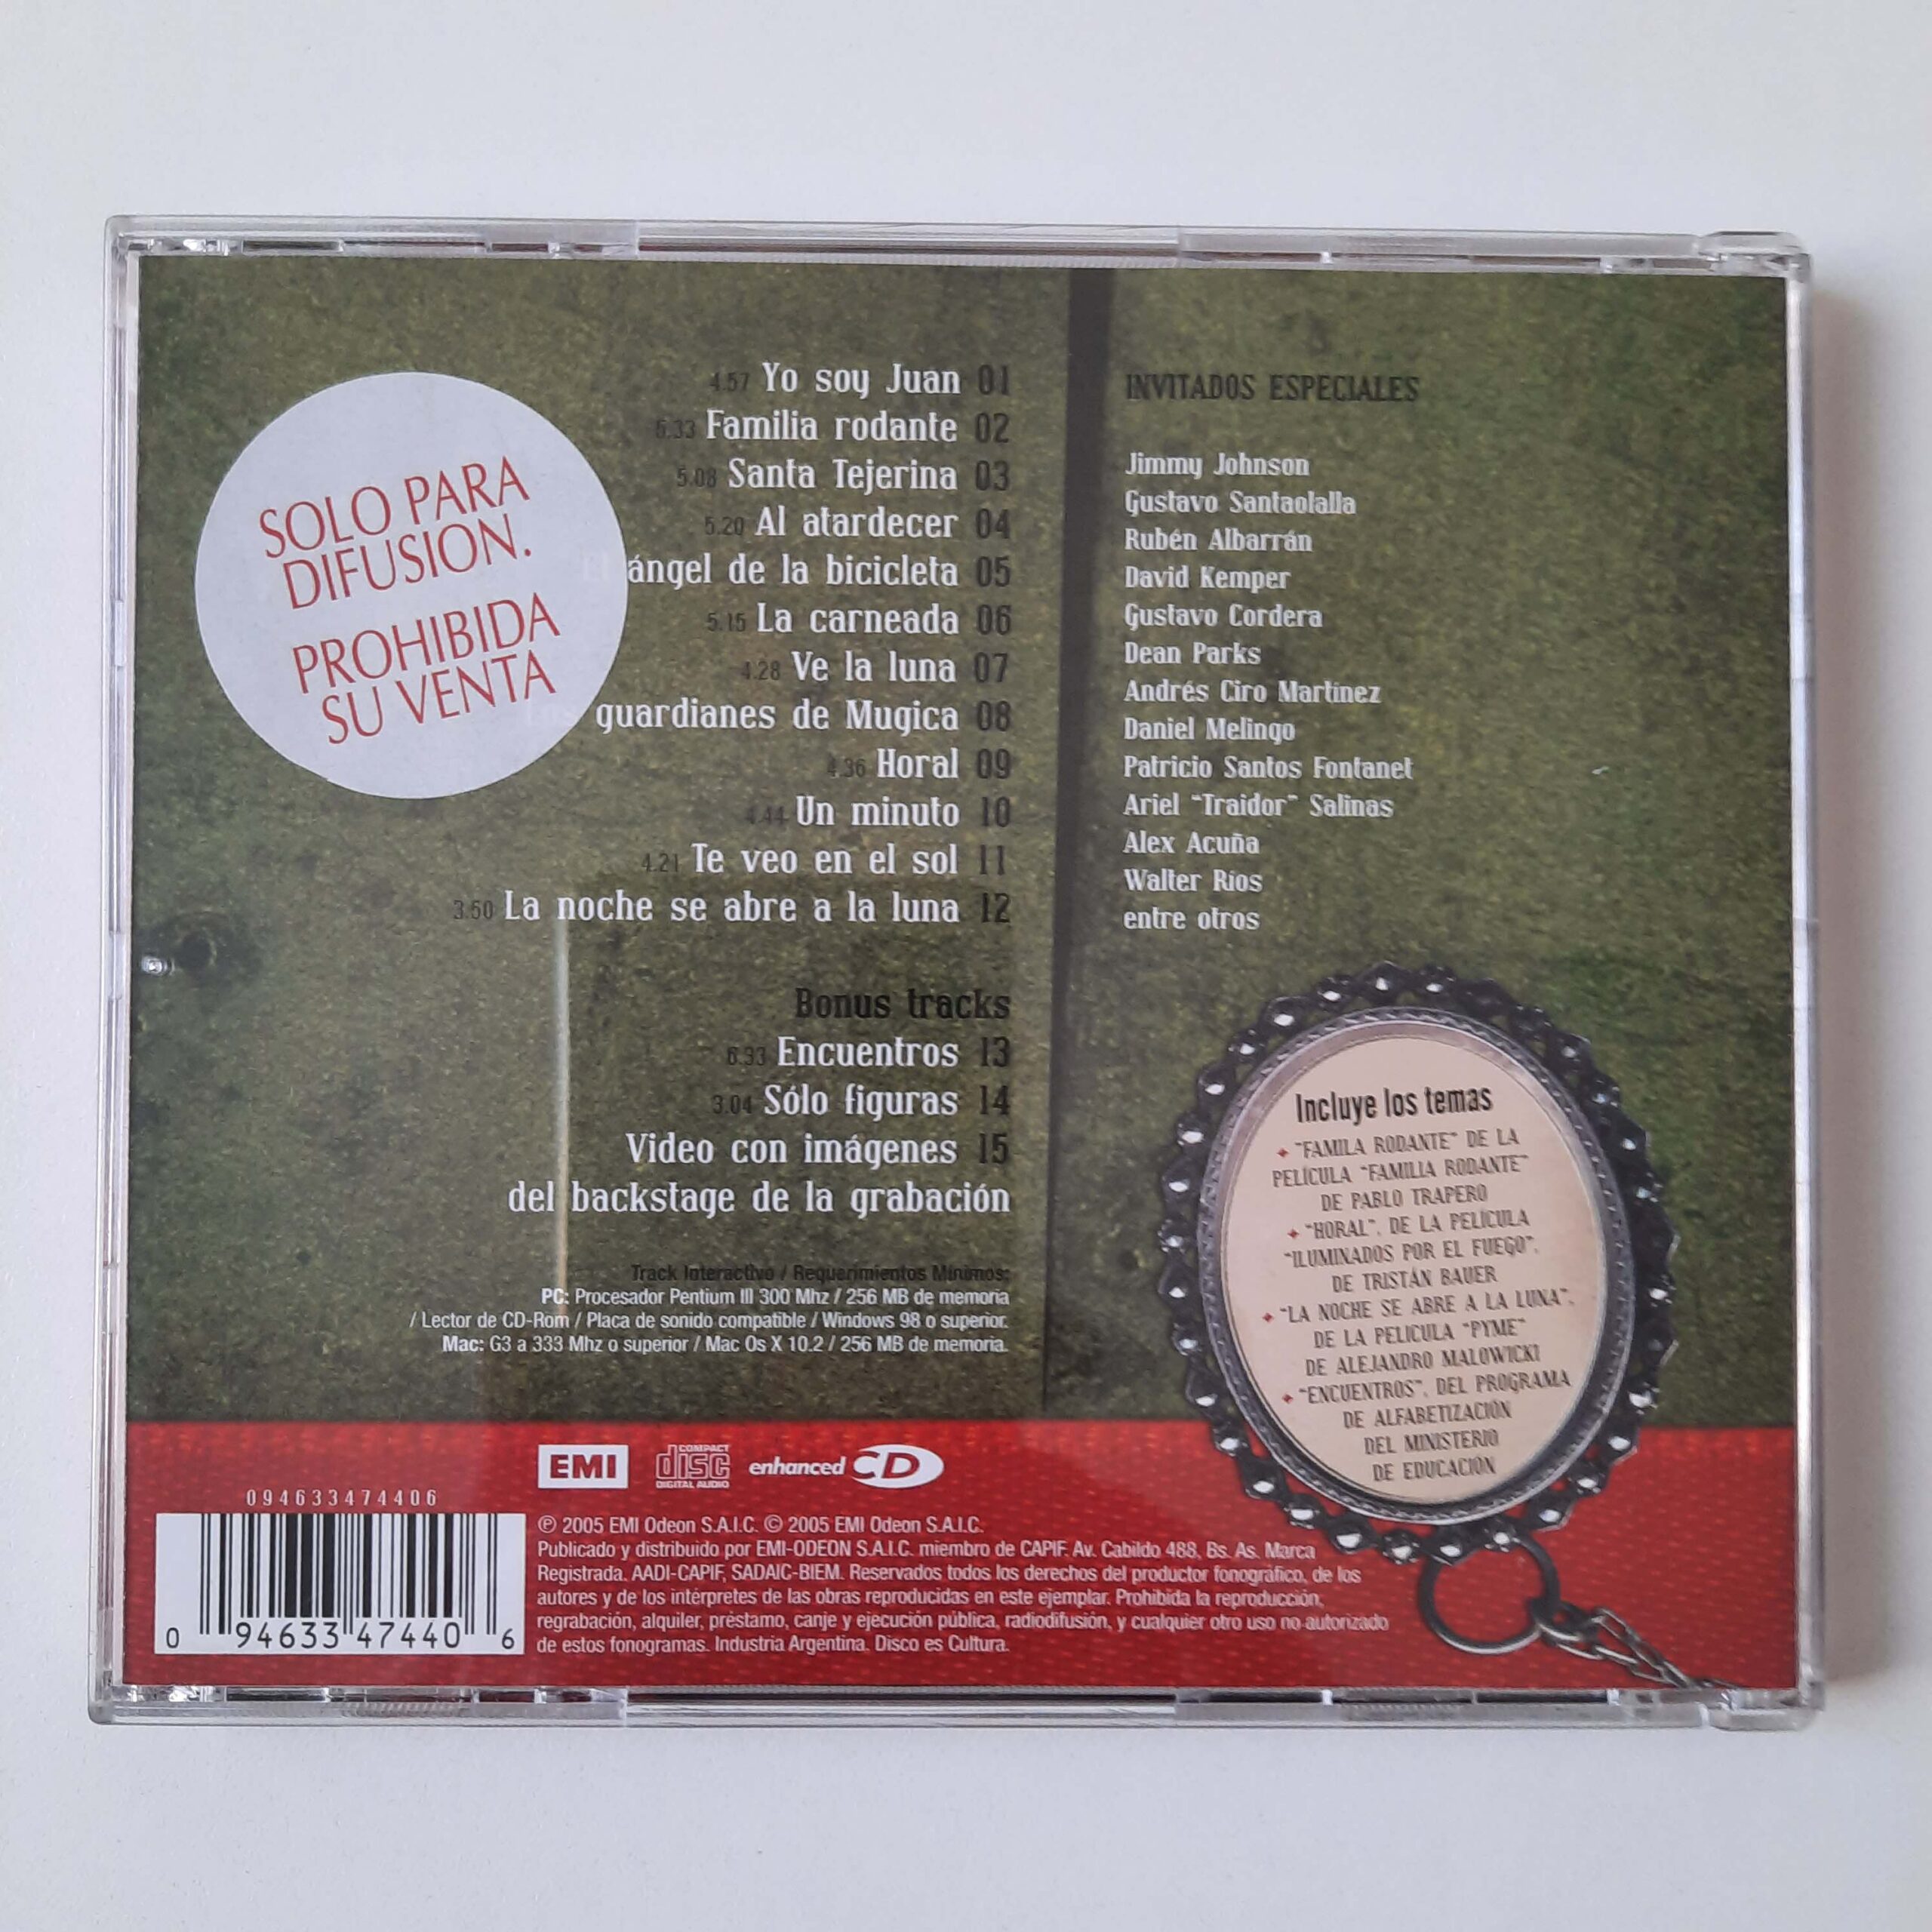 SOLO PARA
DIFUSION.
PROHIBIDA
SU VENTA
4.57 Yo soy Juan 01
Familia rodante 02
5.08 Santa Tejerina 03
5.20 Al atardecer 04
El ángel de la bicicleta 05
5.15 La carneada 06
4.28 Ve la luna 07
guardianes de Mugica 08
4.36 Horal 09
4.44 Un minuto 10
4.21 Te veo en el sol 11
3.50 La noche se abre a la luna 12
Bonus tracks
Encuentros 13
3.04 Sólo figuras 14
Video con imágenes 15
del backstage de la grabación
Track Interactivo / Requerimientos Mínimos:
PC: Procesador Pentium III 300 Mhz / 256 MB de memoria
/ Lector de CD-Rom / Placa de sonido compatible / Windows 98 o superior.
Mac: G3 a 333 Mhz o superior / Mac Os X 10.2 / 256 MB de memoria.
INVITADOS ESPECIALES
Jimmy Johnson
Gustavo Santaolalla
Rubén Albarrán
David Kemper
Gustavo Cordera
Dean Parks
Andrés Ciro Martínez
Daniel Melingo
Patricio Santos Fontanet
Ariel "Traidor" Salinas
Alex Acuña
Walter Ríos
entre otros
Incluye los temas
+ "FAMILA RODANTE" DE LA
PELÍCULA "FAMILIA RODANTE"
DE PABLO TRAPERO
+ "HORAL", DE LA PELÍCULA
"ILUMINADOS POR EL FUEGO",
DE TRISTÁN BAUER
+ "LA NOCHE SE ABRE A LA LUNA",
DE LA PELICULA "PYME"
DE ALEJANDRO MALOWICKI
+ "ENCUENTROS", DEL PROGRAMA
DE ALFABETIZACIÓN
DEL MINISTERIO
DE EDUCACIÓN
EMI
COMPACT
disc
DIGITAL AUDIO
enhanced CD
094633474406
0 94633 47440 6
℗ 2005 EMI Odeon S.A.I.C. © 2005 EMI Odeon S.A.I.C.
Publicado y distribuido por EMI-ODEON S.A.I.C. miembro de CAPIF. Av. Cabildo 488, Bs. As. Marca
Registrada. AADI-CAPIF, SADAIC-BIEM. Reservados todos los derechos del productor fonográfico, de los
autores y de los intérpretes de las obras reproducidas en este ejemplar. Prohibida la reproducción,
regrabación, alquiler, préstamo, canje y ejecución pública, radiodifusión, y cualquier otro uso no autorizado
de estos fonogramas. Industria Argentina. Disco es Cultura.